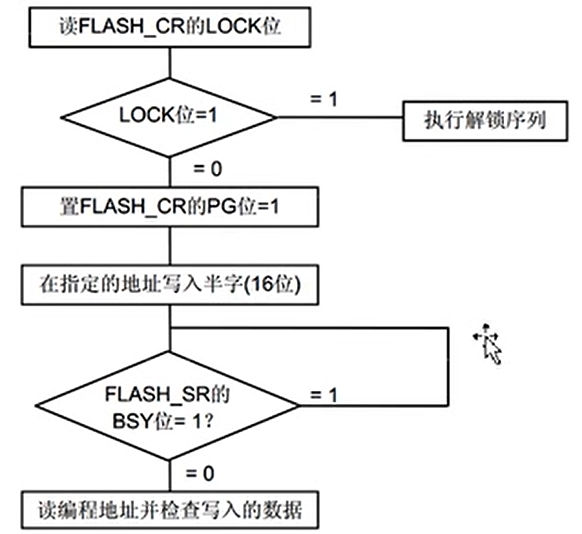 读FLASH_CR的LOCK位
LOCK位=1
= 1
执行解锁序列
= 0
置FLASH_CR的PG位=1
在指定的地址写入半字(16位)
FLASH_SR的
BSY位= 1?
= 1
= 0
读编程地址并检查写入的数据